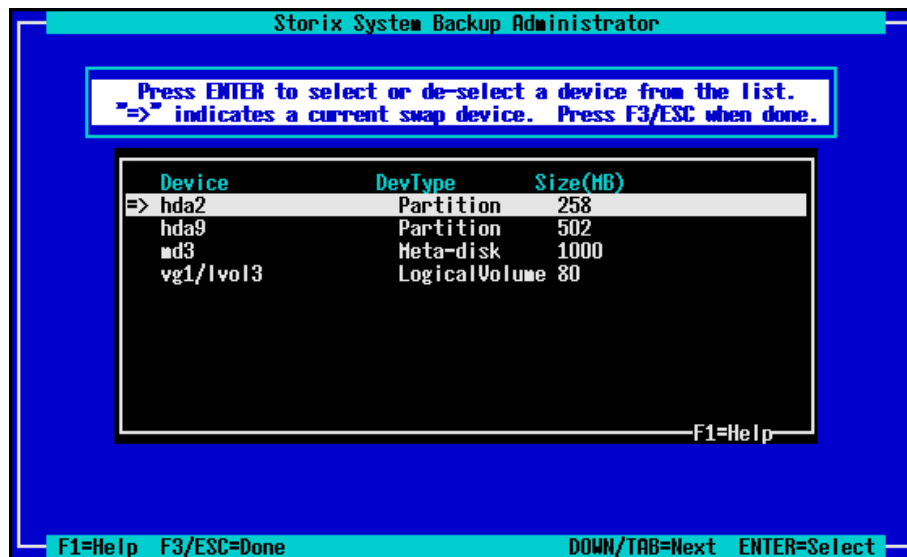 Storix System Backup Administrator
Press ENTER to select or de-select a device from the list.
"=>" indicates a current swap device.  Press F3/ESC when done.
Device DevType Size(MB)
=> hda2 Partition 258
hda9 Partition 502
md3 Meta-disk 1000
vg1/lvol3 LogicalVolume 80
F1=Help
F1=Help F3/ESC=Done DOWN/TAB=Next ENTER=Select